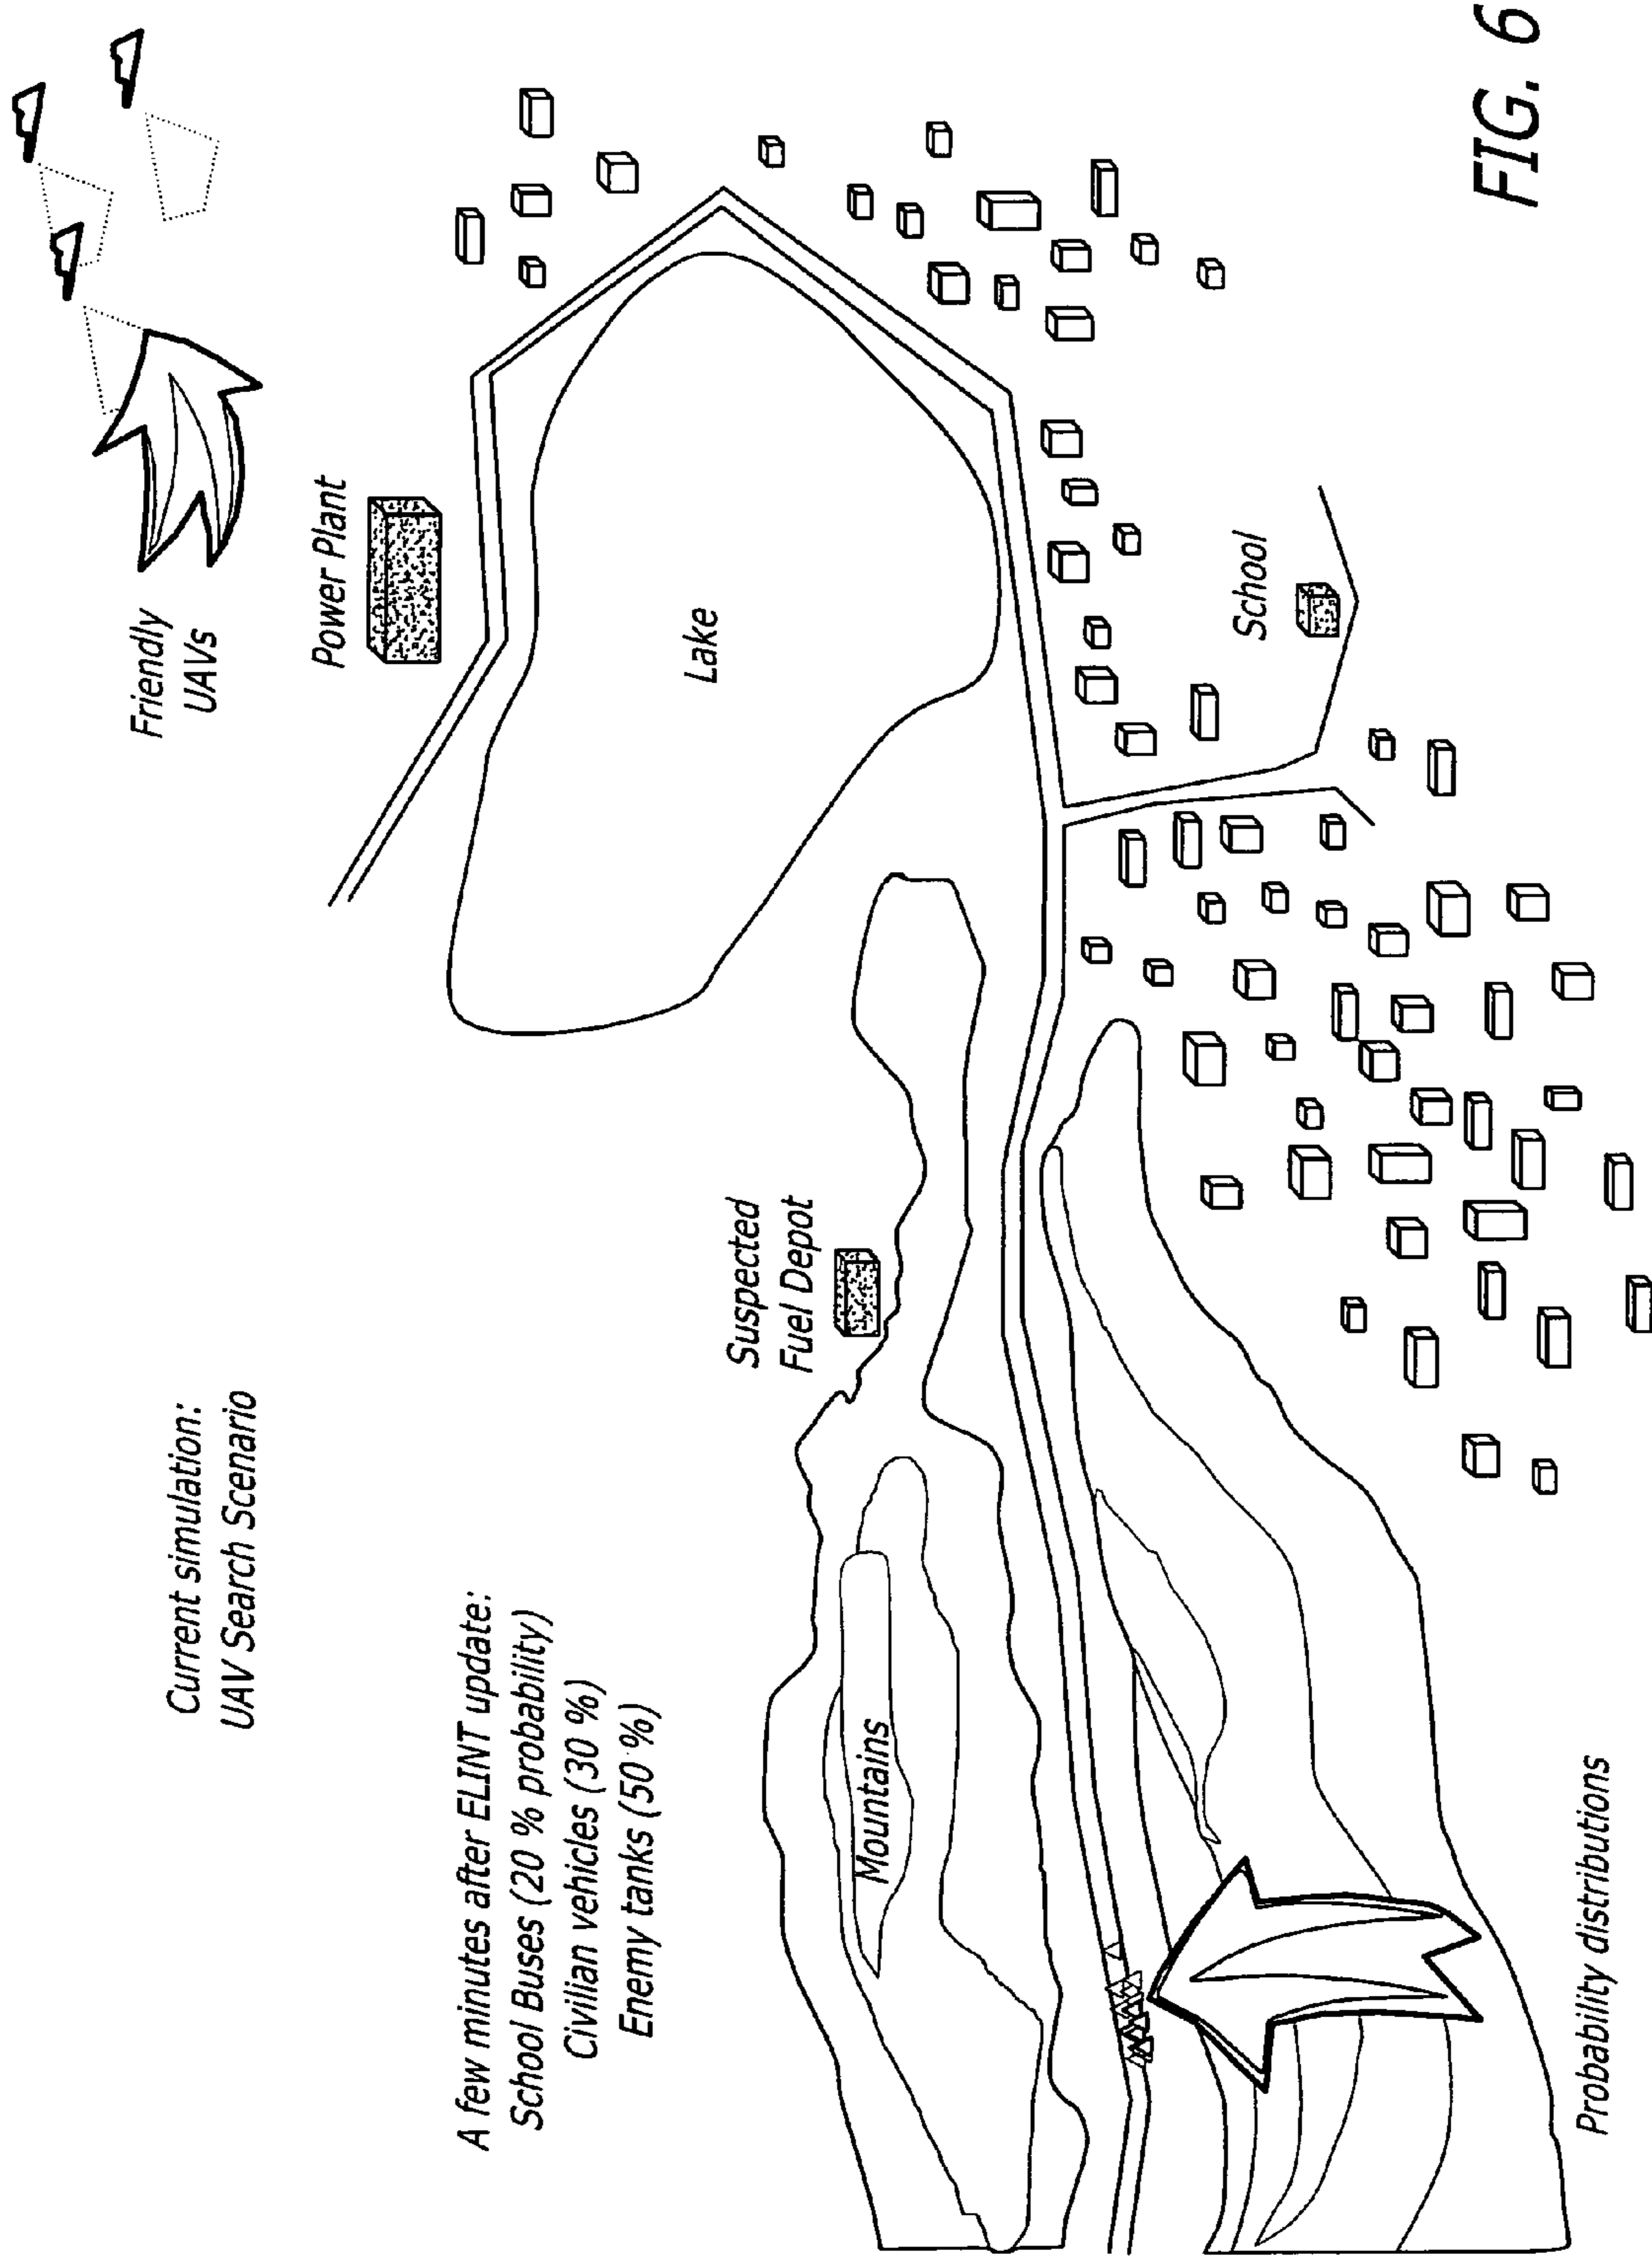 Current simulation:
UAV Search Scenario
Friendly
UAVs
Power Plant
A few minutes after ELINT update:
School Buses (20 % probability)
Civilian vehicles (30 %)
Enemy tanks (50 %)
Suspected
Fuel Depot
Lake
Mountains
School
Probability distributions
FIG. 6